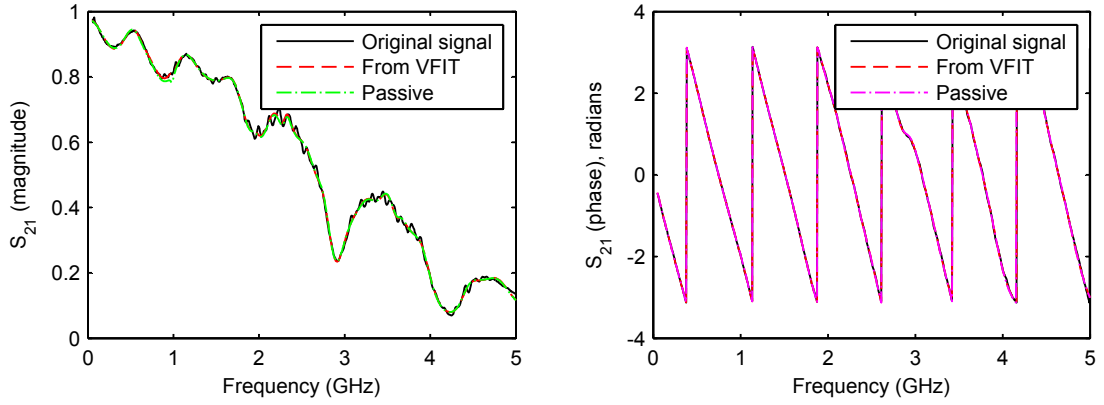 1
0.8
0.6
0.4
0.2
0
0
1
2
3
4
5
S21 (magnitude)
Frequency (GHz)
Original signal
From VFIT
Passive
4
2
0
-2
-4
0
1
2
3
4
5
S21 (phase), radians
Frequency (GHz)
Original signal
From VFIT
Passive